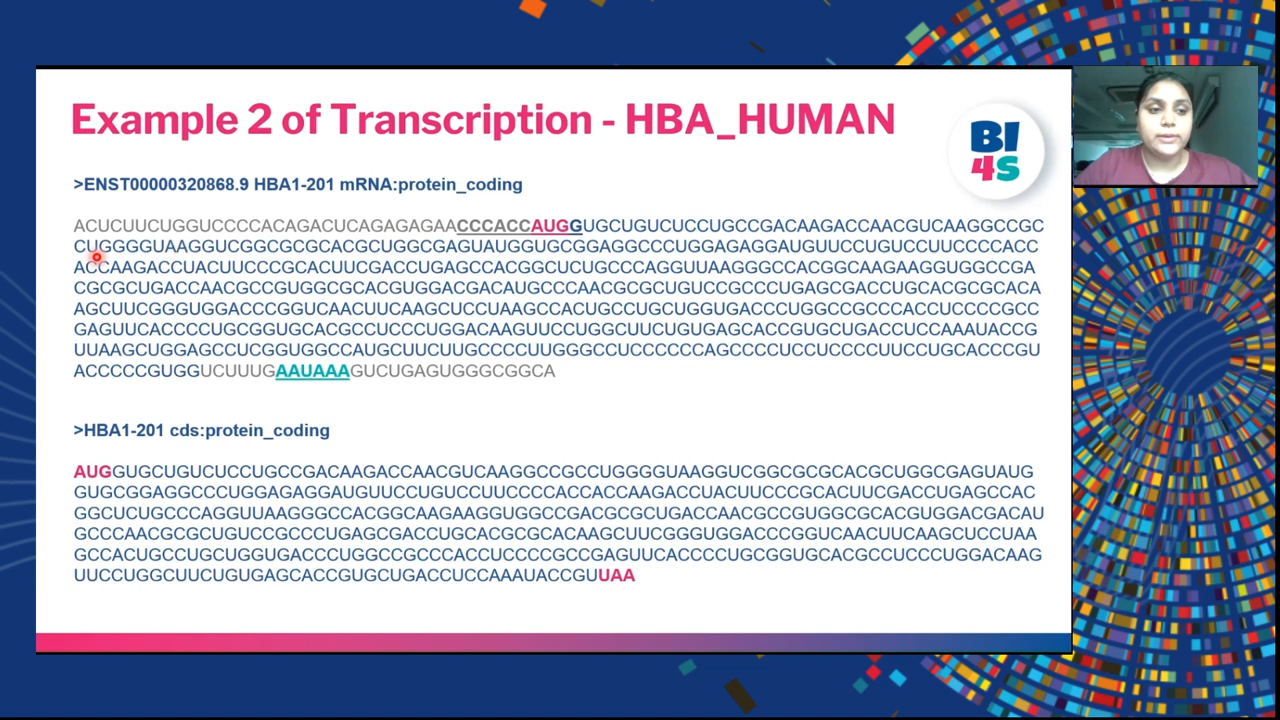 Example 2 of Transcription - HBA_HUMAN
BI
4S
>ENST00000320868.9 HBA1-201 mRNA:protein_coding
ACUCUUCUGGUCCCCACAGACUCAGAGAGAACCCACCAUGGUGCUGUCUCCUGCCGACAAGACCAACGUCAAGGCCGC
CUGGGGUAAGGUCGGCGCGCACGCUGGCGAGUAUGGUGCGGAGGCCCUGGAGAGGAUGUUCCUGUCCUUCCCCACC
ACCAAGACCUACUUCCCGCACUUCGACCUGAGCCACGGCUCUGCCCAGGUUAAGGGCCACGGCAAGAAGGUGGCCGA
CGCGCUGACCAACGCCGUGGCGCACGUGGACGACAUGCCCAACGCGCUGUCCGCCCUGAGCGACCUGCACGCGCACA
AGCUUCGGGUGGACCCGGUCAACUUCAAGCUCCUAAGCCACUGCCUGCUGGUGACCCUGGCCGCCCACCUCCCCGCC
GAGUUCACCCCUGCGGUGCACGCCUCCCUGGACAAGUUCCUGGCUUCUGUGAGCACCGUGCUGACCUCCAAAUACCG
UUAAGCUGGAGCCUCGGUGGCCAUGCUUCUUGCCCCUUGGGCCUCCCCCCAGCCCCUCCUCCCCUUCCUGCACCCGU
ACCCCCGUGGUCUUUGAAUAAAGUCUGAGUGGGCGGCA
>HBA1-201 cds:protein_coding
AUGGUGCUGUCUCCUGCCGACAAGACCAACGUCAAGGCCGCCUGGGGUAAGGUCGGCGCGCACGCUGGCGAGUAUG
GUGCGGAGGCCCUGGAGAGGAUGUUCCUGUCCUUCCCCACCACCAAGACCUACUUCCCGCACUUCGACCUGAGCCAC
GGCUCUGCCCAGGUUAAGGGCCACGGCAAGAAGGUGGCCGACGCGCUGACCAACGCCGUGGCGCACGUGGACGACAU
GCCCAACGCGCUGUCCGCCCUGAGCGACCUGCACGCGCACAAGCUUCGGGUGGACCCGGUCAACUUCAAGCUCCUAA
GCCACUGCCUGCUGGUGACCCUGGCCGCCCACCUCCCCGCCGAGUUCACCCCUGCGGUGCACGCCUCCCUGGACAAG
UUCCUGGCUUCUGUGAGCACCGUGCUGACCUCCAAAUACCGUUAA